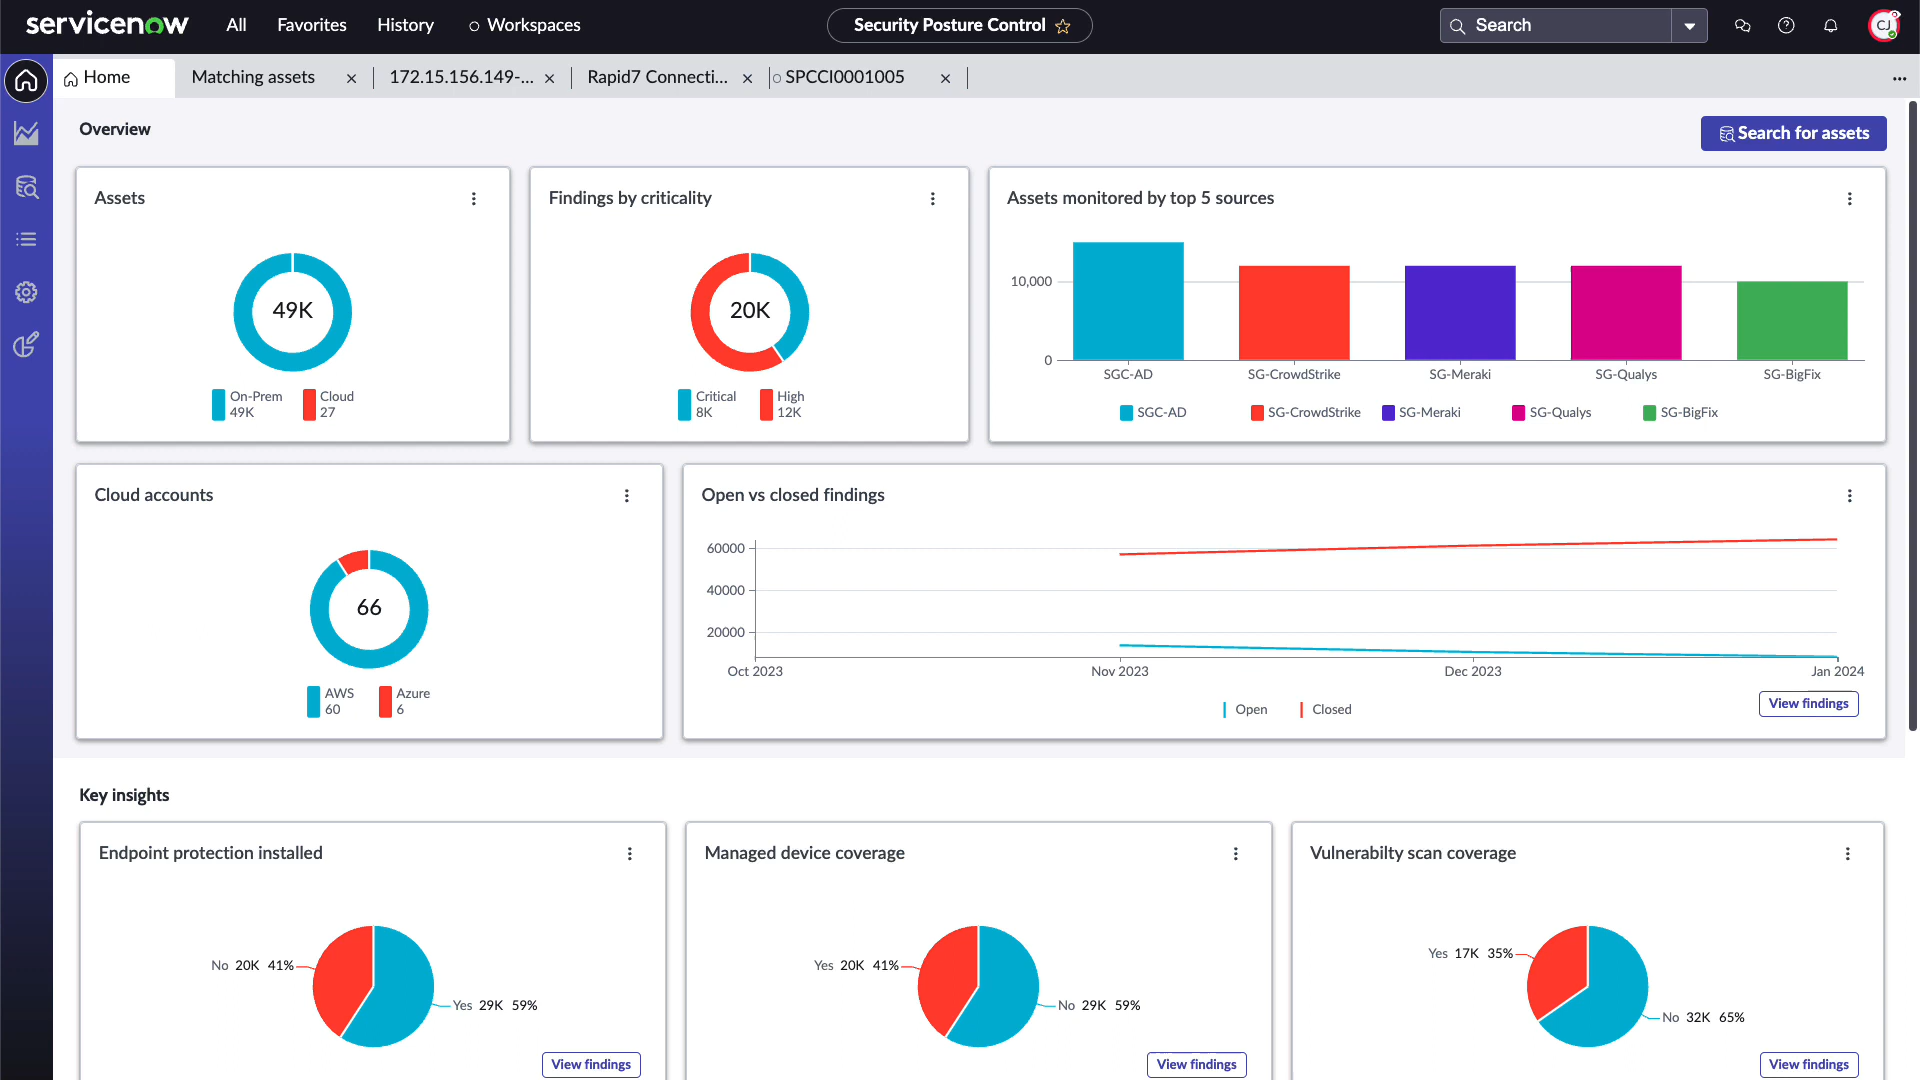 servicenow All Favorites History Workspaces Security Posture Control Search CJ
Home Matching assets 172.15.156.149-... Rapid7 Connecti... SPCCI0001005
Overview
Search for assets
Assets
49K
On-Prem
49K
Cloud
27
Findings by criticality
20K
Critical
8K
High
12K
Assets monitored by top 5 sources
10,000
0
SGC-AD SG-CrowdStrike SG-Meraki SG-Qualys SG-BigFix
SGC-AD SG-CrowdStrike SG-Meraki SG-Qualys SG-BigFix
Cloud accounts
66
AWS
60
Azure
6
Open vs closed findings
60000
40000
20000
Oct 2023 Nov 2023 Dec 2023 Jan 2024
Open Closed
View findings
Key insights
Endpoint protection installed
No 20K 41%
Yes 29K 59%
View findings
Managed device coverage
Yes 20K 41%
No 29K 59%
View findings
Vulnerabilty scan coverage
Yes 17K 35%
No 32K 65%
View findings